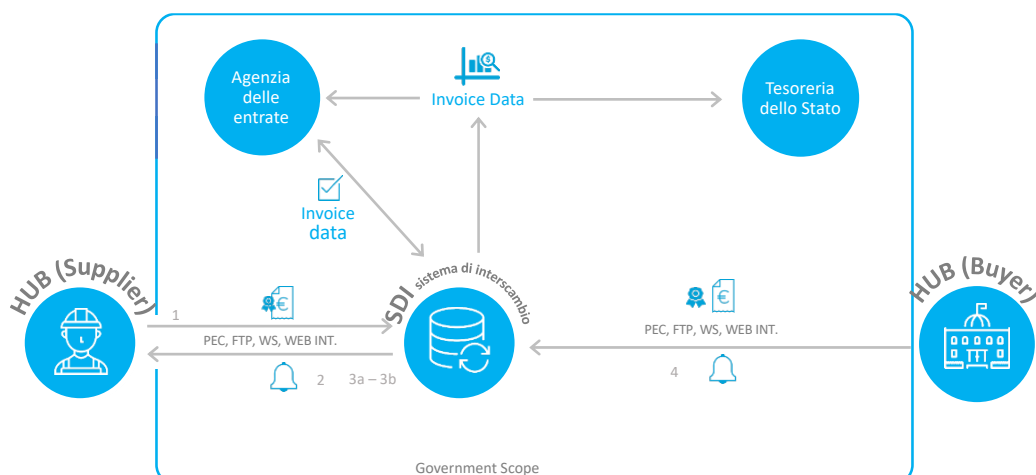 Agenzia
delle
entrate
Invoice Data
Tesoreria
dello Stato
Invoice
data
HUB (Supplier)
SDI sistema di interscambio
HUB (Buyer)
1
PEC, FTP, WS, WEB INT.
2 3a – 3b
PEC, FTP, WS, WEB INT.
4
Government Scope